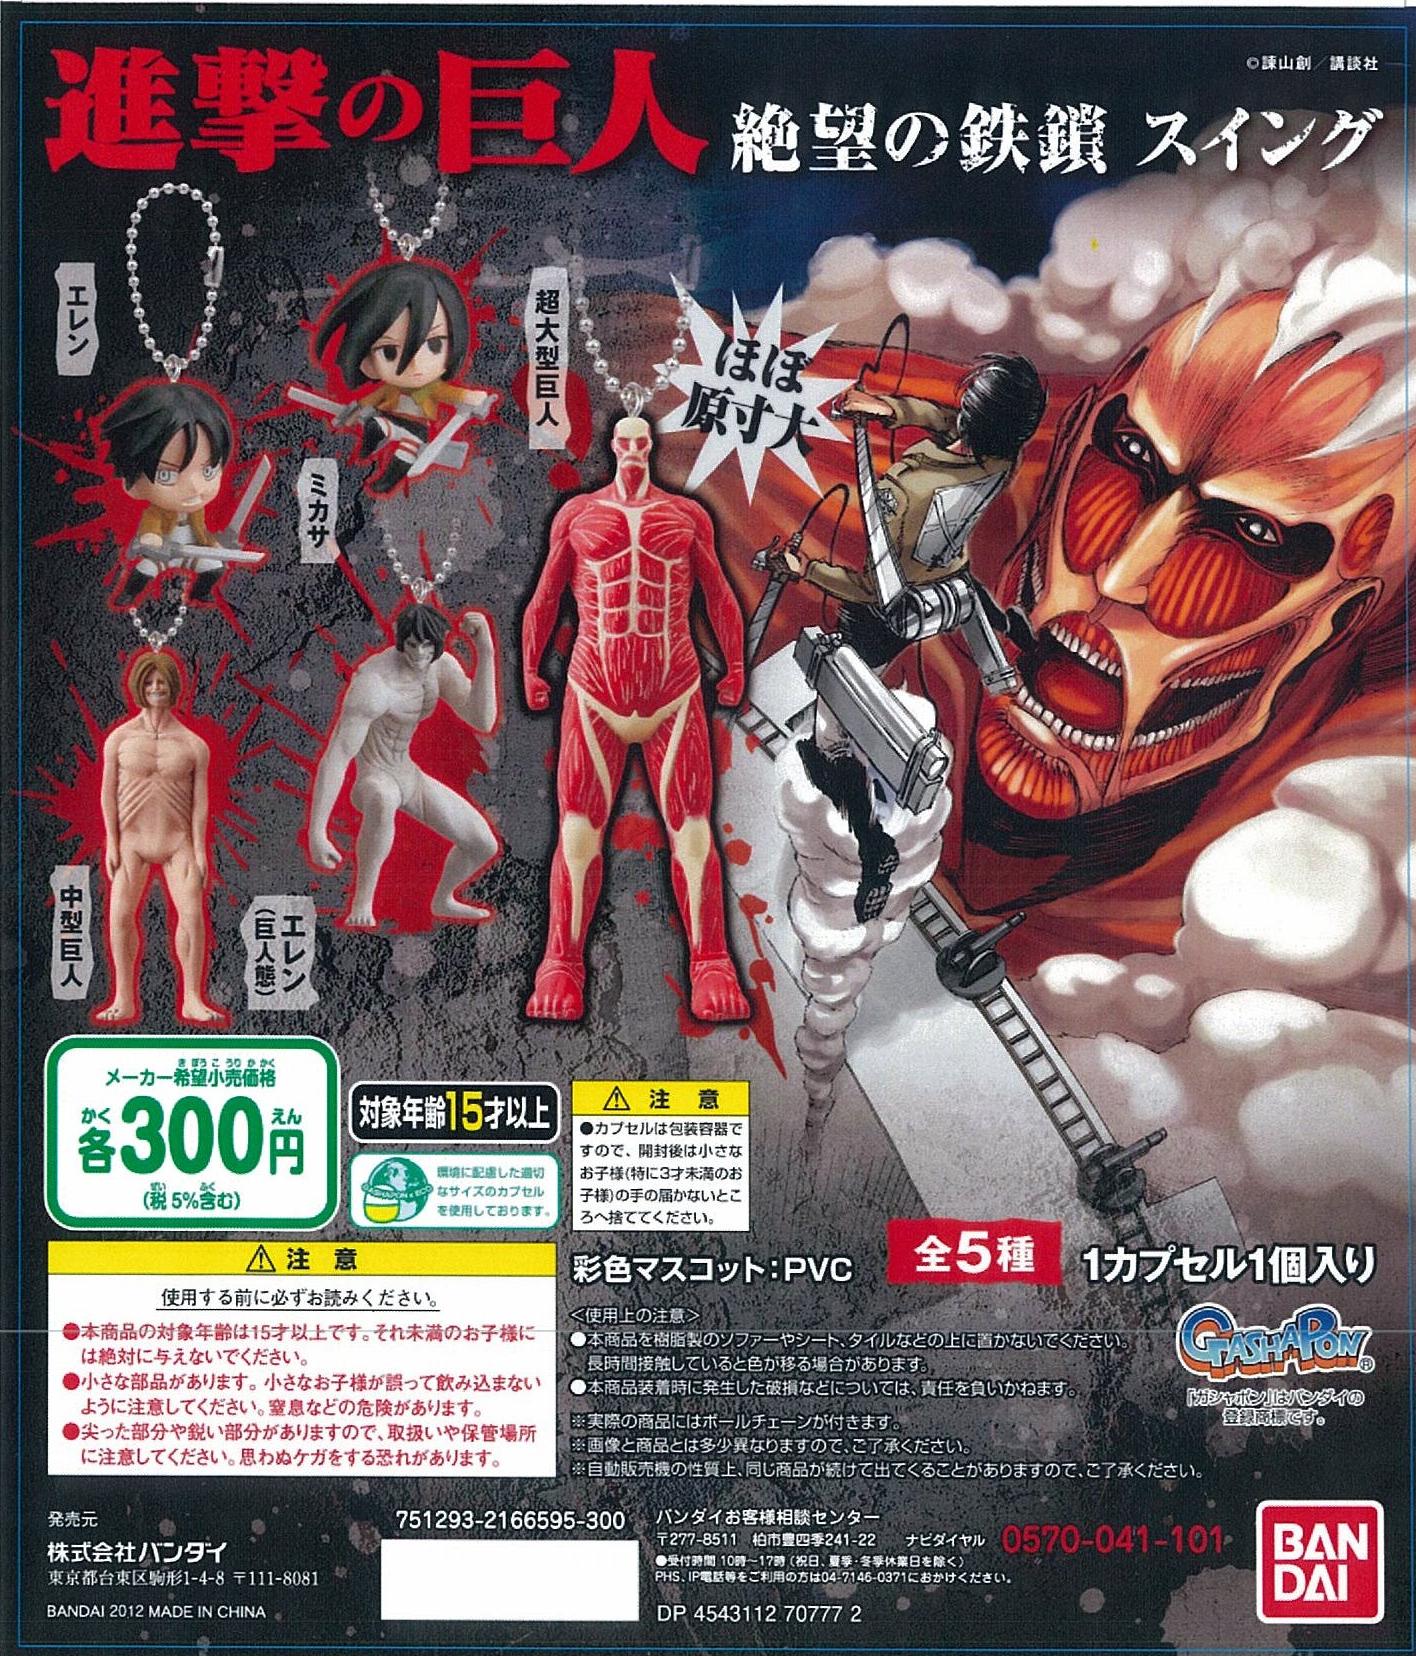 進撃の巨人
絶望の鉄鎖 スイング
©諫山創／講談社
エレン
ミカサ
超大型巨人
ほぼ
原寸大
中型巨人
エレン
(巨人態)
きぼうこうりかかく
メーカー希望小売価格
かく えん
各300円
ぜい ふく
(税 5%含む)
対象年齢15才以上
GASHAPON ECO
環境に配慮した適切
なサイズのカプセル
を使用しております。
注 意
●カプセルは包装容器で
すので、開封後は小さな
お子様(特に3才未満のお
子様)の手の届かないとこ
ろへ捨ててください。
注 意
使用する前に必ずお読みください。
●本商品の対象年齢は15才以上です。それ未満のお子様に
は絶対に与えないでください。
●小さな部品があります。小さなお子様が誤って飲み込まない
ように注意してください。窒息などの危険があります。
●尖った部分や鋭い部分がありますので、取扱いや保管場所
に注意してください。思わぬケガをする恐れがあります。
彩色マスコット:PVC
全5種
1カプセル1個入り
＜使用上の注意＞
●本商品を樹脂製のソファーやシート、タイルなどの上に置かないでください。
長時間接触していると色が移る場合があります。
●本商品装着時に発生した破損などについては、責任を負いかねます。
※実際の商品にはボールチェーンが付きます。
※画像と商品とは多少異なりますので、ご了承ください。
※自動販売機の性質上、同じ商品が続けて出てくることがありますので、ご了承ください。
GASHAPON®
「ガシャポン」はバンダイの
登録商標です。
発売元
株式会社バンダイ
東京都台東区駒形1-4-8 〒111-8081
BANDAI 2012 MADE IN CHINA
751293-2166595-300
バンダイお客様相談センター
〒277-8511 柏市豊四季241-22 ナビダイヤル 0570-041-101
●受付時間 10時〜17時 (祝日、夏季・冬季休業日を除く)
PHS、IP電話等をご利用の方は04-7146-0371におかけください。
DP 4543112 70777 2
BAN
DAI